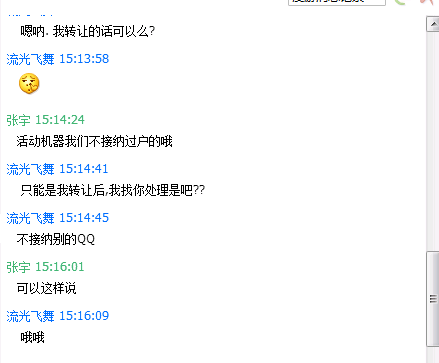 嗯呐. 我转让的话可以么?
流光飞舞 15:13:58
张宇 15:14:24
活动机器我们不接纳过户的哦
流光飞舞 15:14:41
只能是我转让后,我找你处理是吧??
流光飞舞 15:14:45
不接纳别的QQ
张宇 15:16:01
可以这样说
流光飞舞 15:16:09
哦哦